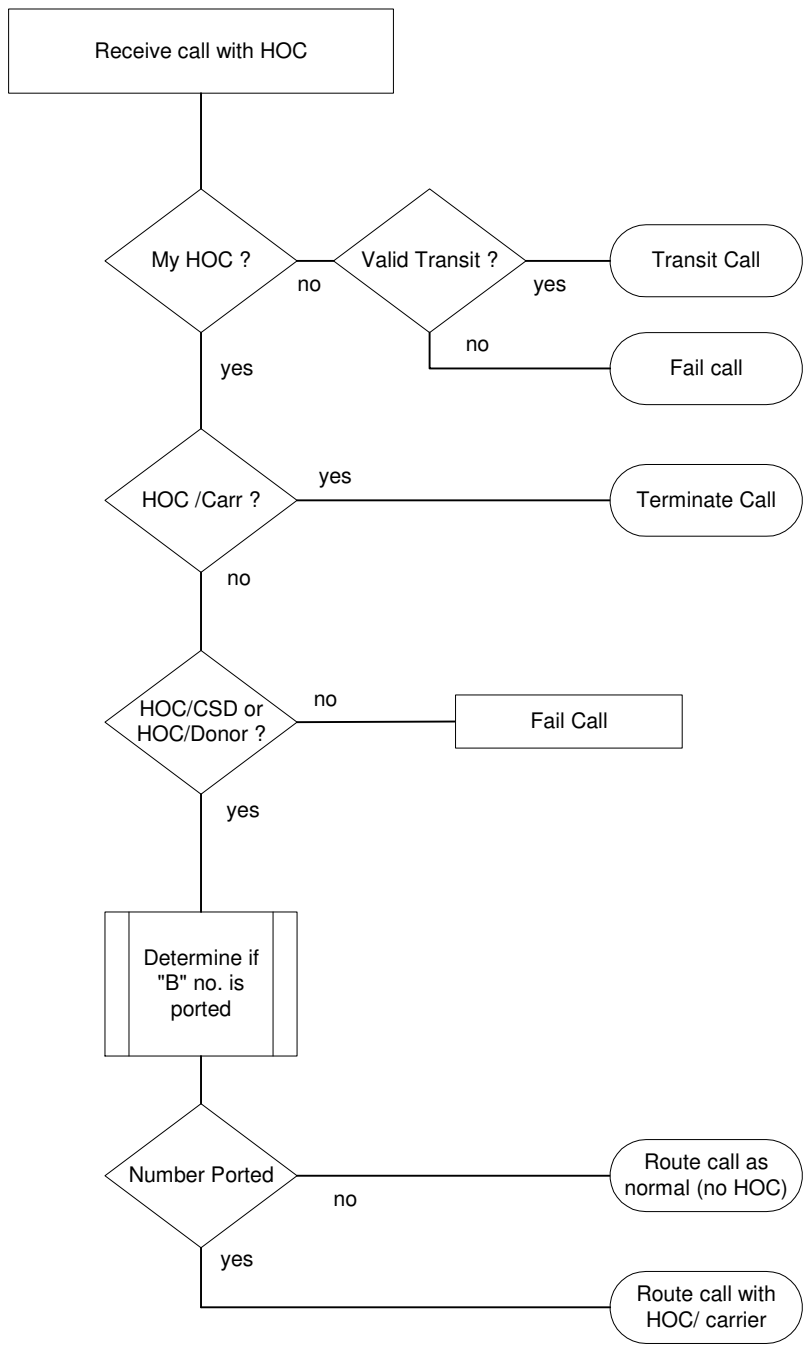 Receive call with HOC
My HOC ?
no
Valid Transit ?
yes
Transit Call
no
Fail call
yes
HOC /Carr ?
yes
Terminate Call
no
HOC/CSD or
HOC/Donor ?
no
Fail Call
yes
Determine if
"B" no. is
ported
Number Ported
no
Route call as
normal (no HOC)
yes
Route call with
HOC/ carrier